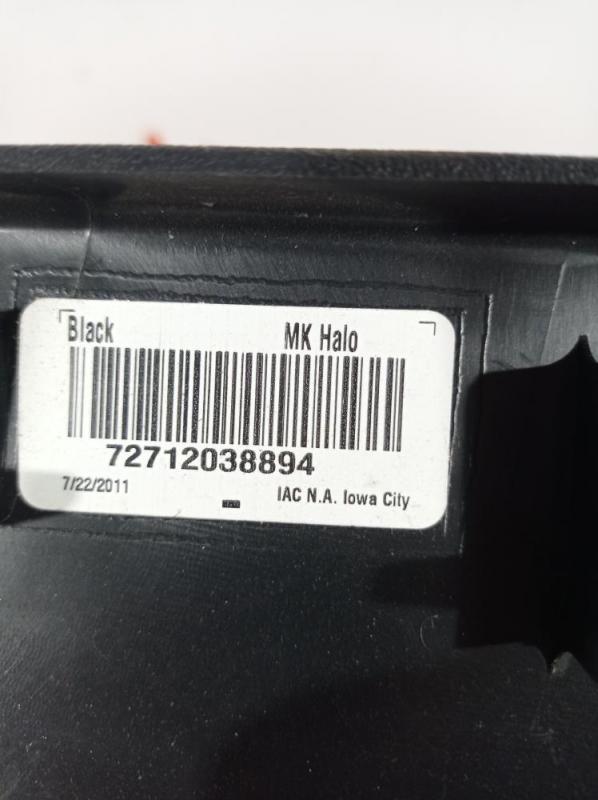 Black MK Halo
72712038894
7/22/2011 IAC N.A. Iowa City